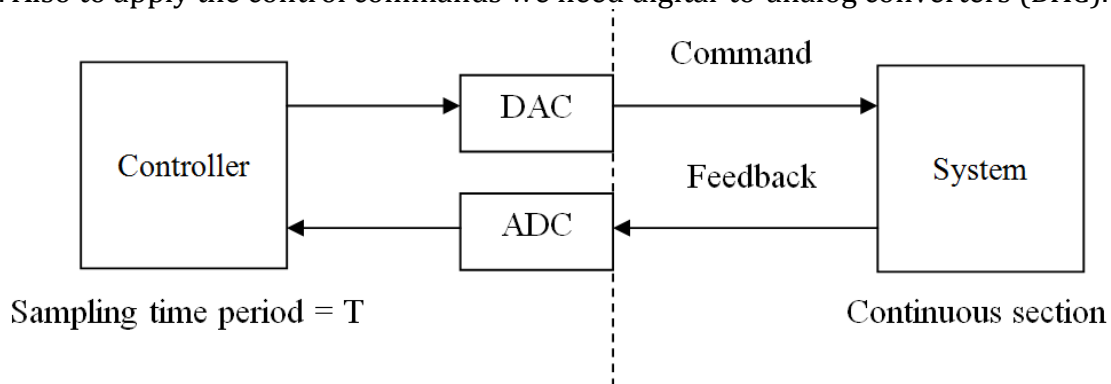 Also to apply the control commands we need digital to analog converters (DAC).
Command
DAC
Controller
Feedback
System
ADC
Sampling time period = T
Continuous section